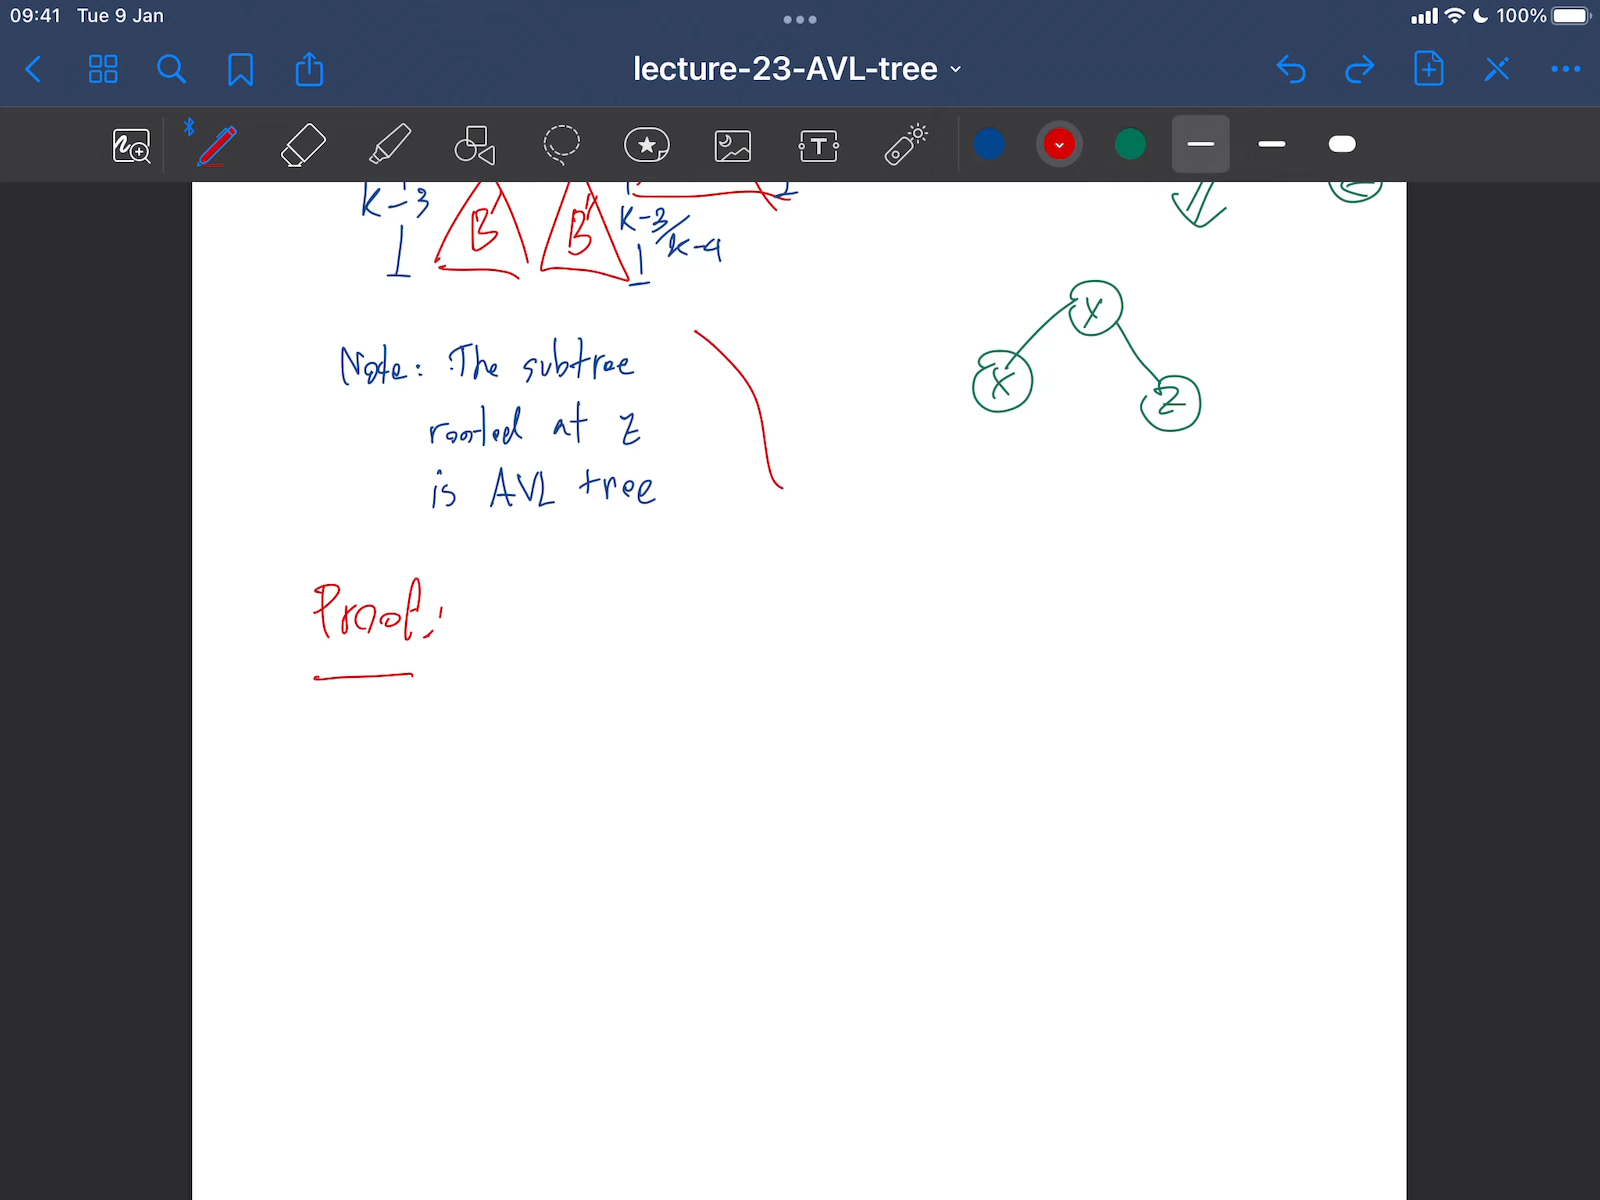 09:41 Tue 9 Jan
100%
lecture-23-AVL-tree
T
K-3
B'
B'
K-3/
K-4
Note: The subtree
rooted at z
is AVL tree
Y
X
Z
Proof: